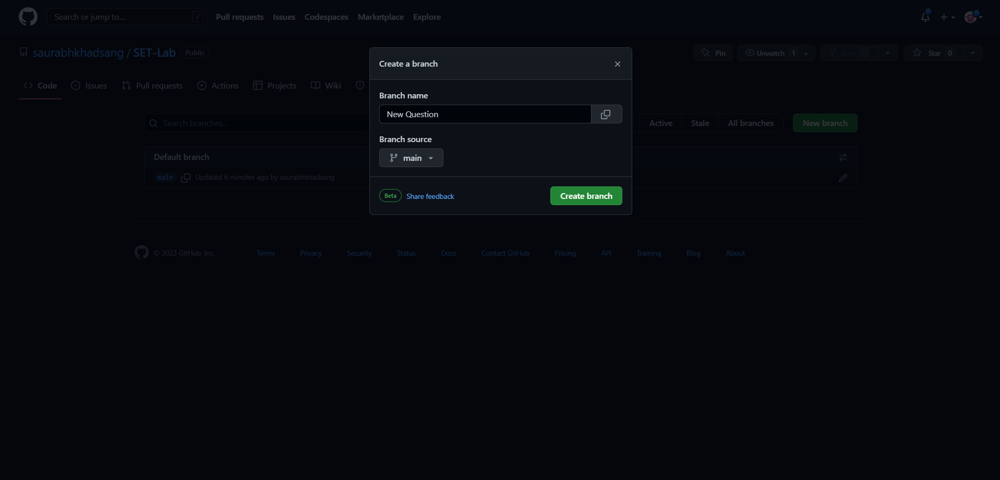 Search or jump to... / Pull requests Issues Codespaces Marketplace Explore
saurabhkhadsang / SET-Lab Public Pin Unwatch 1 Fork Star 0
Code Issues Pull requests Actions Projects Wiki
Create a branch
Branch name
New Question
Branch source
main
Beta Share feedback Create branch
Search branches... Active Stale All branches New branch
Default branch
main Updated 6 minutes ago by saurabhkhadsang
© 2023 GitHub, Inc. Terms Privacy Security Status Docs Contact GitHub Pricing API Training Blog About